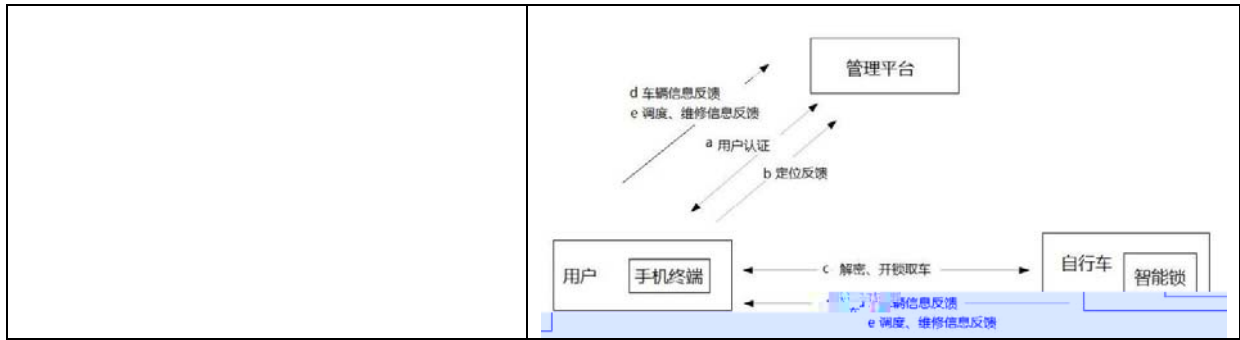 管理平台
d 车辆信息反馈
e 调度、维修信息反馈
a 用户认证
b 定位反馈
用户
手机终端
c 解密、开锁取车
自行车
智能锁
辆信息反馈
e 调度、维修信息反馈